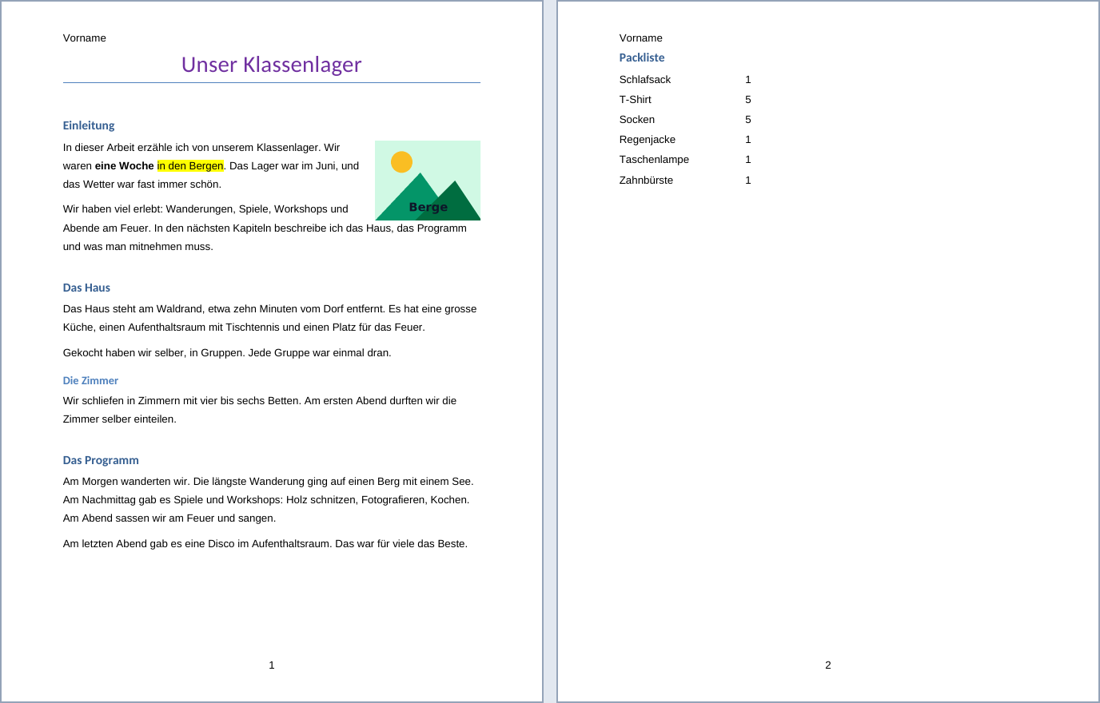 Vorname
Unser Klassenlager
Einleitung
In dieser Arbeit erzähle ich von unserem Klassenlager. Wir
waren eine Woche in den Bergen. Das Lager war im Juni, und
das Wetter war fast immer schön.
Berge
Wir haben viel erlebt: Wanderungen, Spiele, Workshops und
Abende am Feuer. In den nächsten Kapiteln beschreibe ich das Haus, das Programm
und was man mitnehmen muss.
Das Haus
Das Haus steht am Waldrand, etwa zehn Minuten vom Dorf entfernt. Es hat eine grosse
Küche, einen Aufenthaltsraum mit Tischtennis und einen Platz für das Feuer.
Gekocht haben wir selber, in Gruppen. Jede Gruppe war einmal dran.
Die Zimmer
Wir schliefen in Zimmern mit vier bis sechs Betten. Am ersten Abend durften wir die
Zimmer selber einteilen.
Das Programm
Am Morgen wanderten wir. Die längste Wanderung ging auf einen Berg mit einem See.
Am Nachmittag gab es Spiele und Workshops: Holz schnitzen, Fotografieren, Kochen.
Am Abend sassen wir am Feuer und sangen.
Am letzten Abend gab es eine Disco im Aufenthaltsraum. Das war für viele das Beste.
1
Vorname
Packliste
Schlafsack 1
T-Shirt 5
Socken 5
Regenjacke 1
Taschenlampe 1
Zahnbürste 1
2